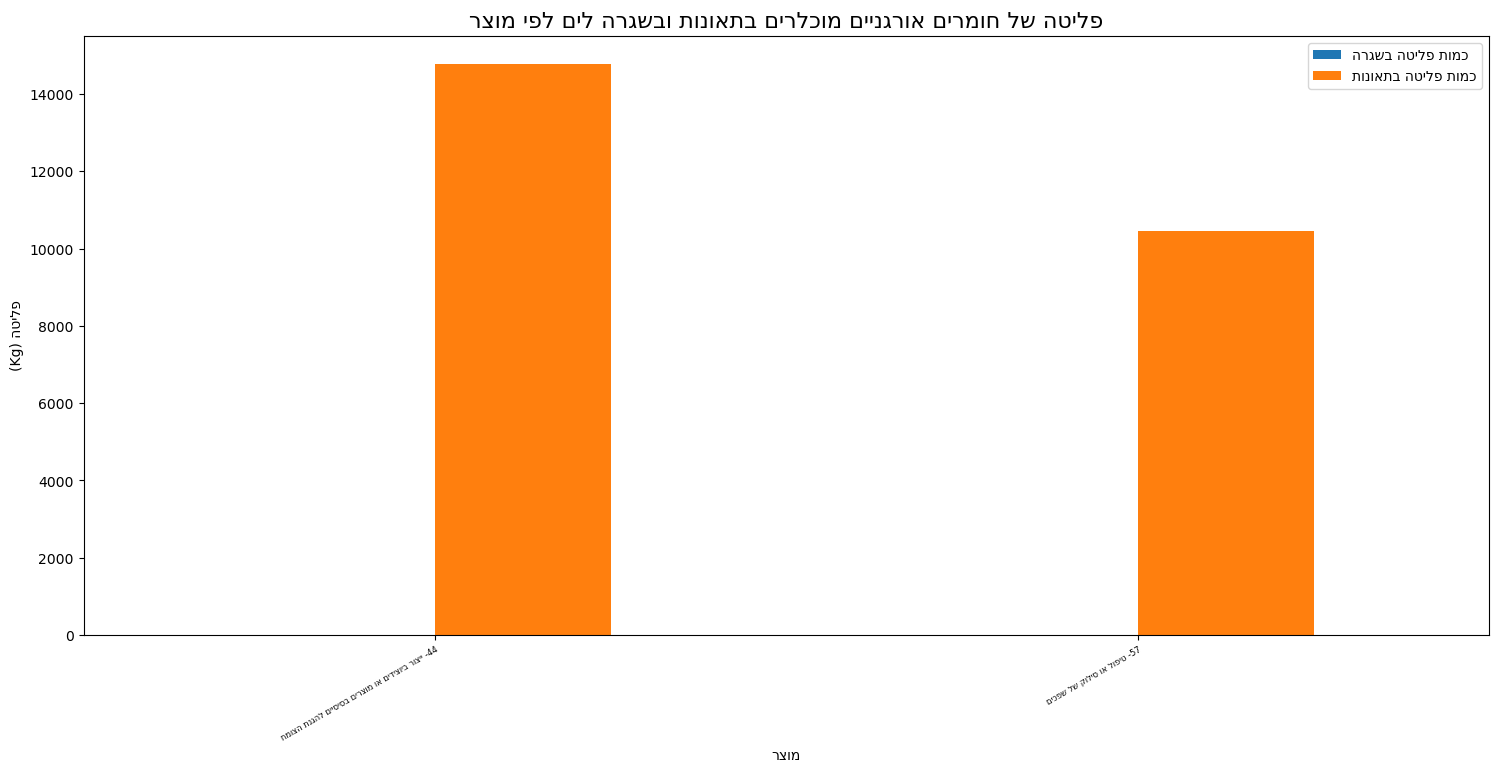 פליטה של חומרים אורגניים מוכלרים בתאונות ובשגרה לים לפי מוצר
כמות פליטה בשגרה
כמות פליטה בתאונות
פליטה (Kg)
14000
12000
10000
8000
6000
4000
2000
0
44- ייצור ביוצידים או מוצרים בסיסיים להגנת הצומח
57- טיפול או סילוק של שפכים
מוצר